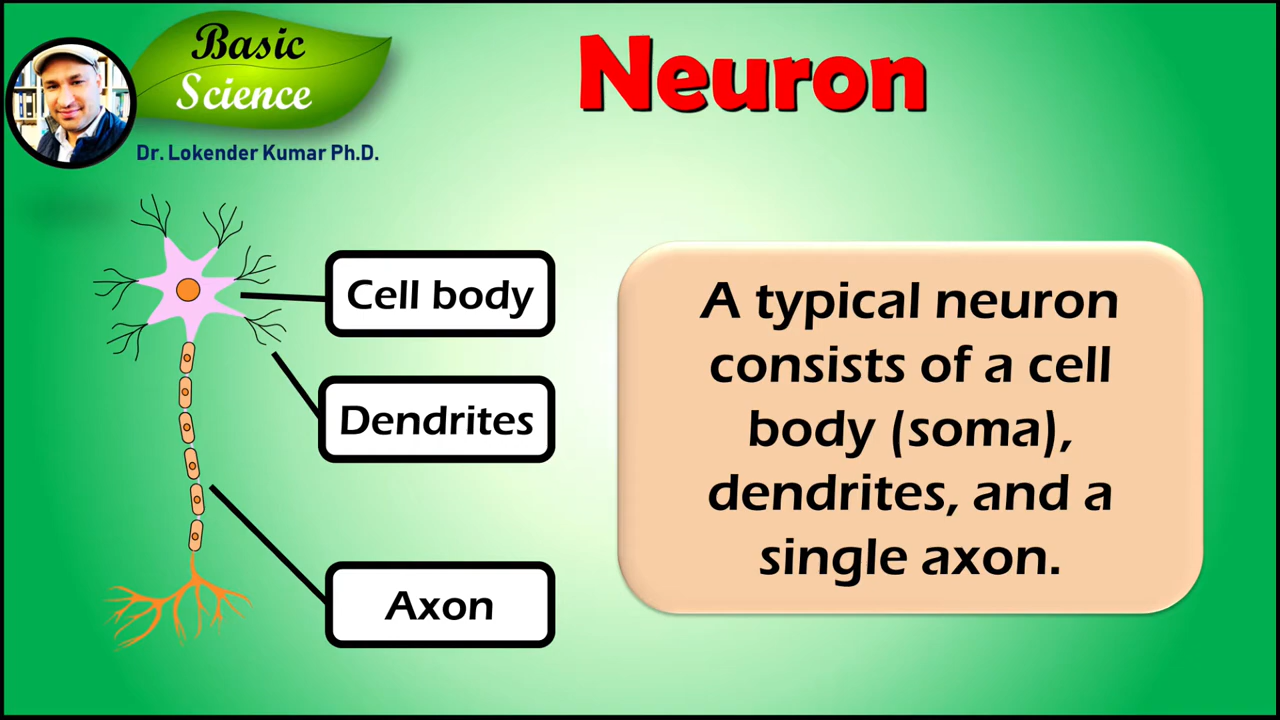 Basic
Science
Dr. Lokender Kumar Ph.D.
Neuron
Cell body
Dendrites
Axon
A typical neuron
consists of a cell
body (soma),
dendrites, and a
single axon.